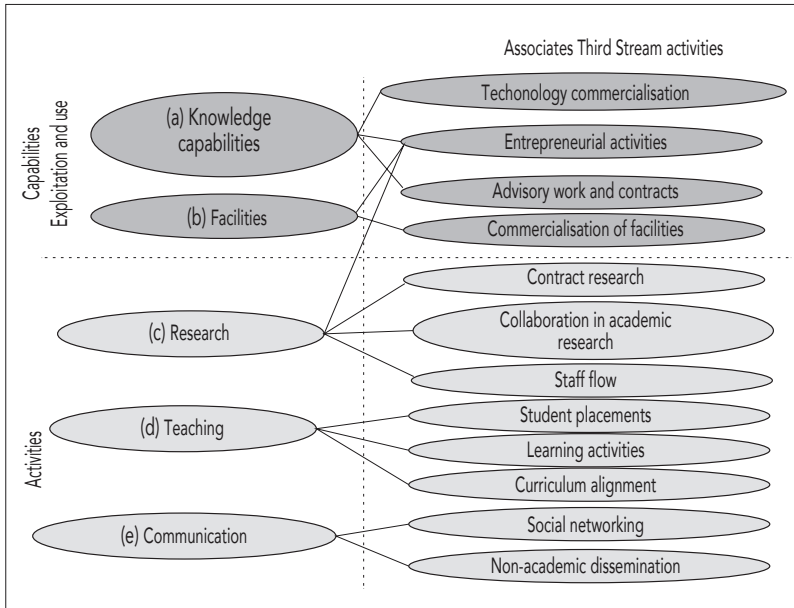 Associates Third Stream activities
Capabilities
Exploitation and use
(a) Knowledge
capabilities
(b) Facilities
Techonology commercialisation
Entrepreneurial activities
Advisory work and contracts
Commercialisation of facilities
Activities
(c) Research
Contract research
Collaboration in academic
research
Staff flow
(d) Teaching
Student placements
Learning activities
Curriculum alignment
(e) Communication
Social networking
Non-academic dissemination